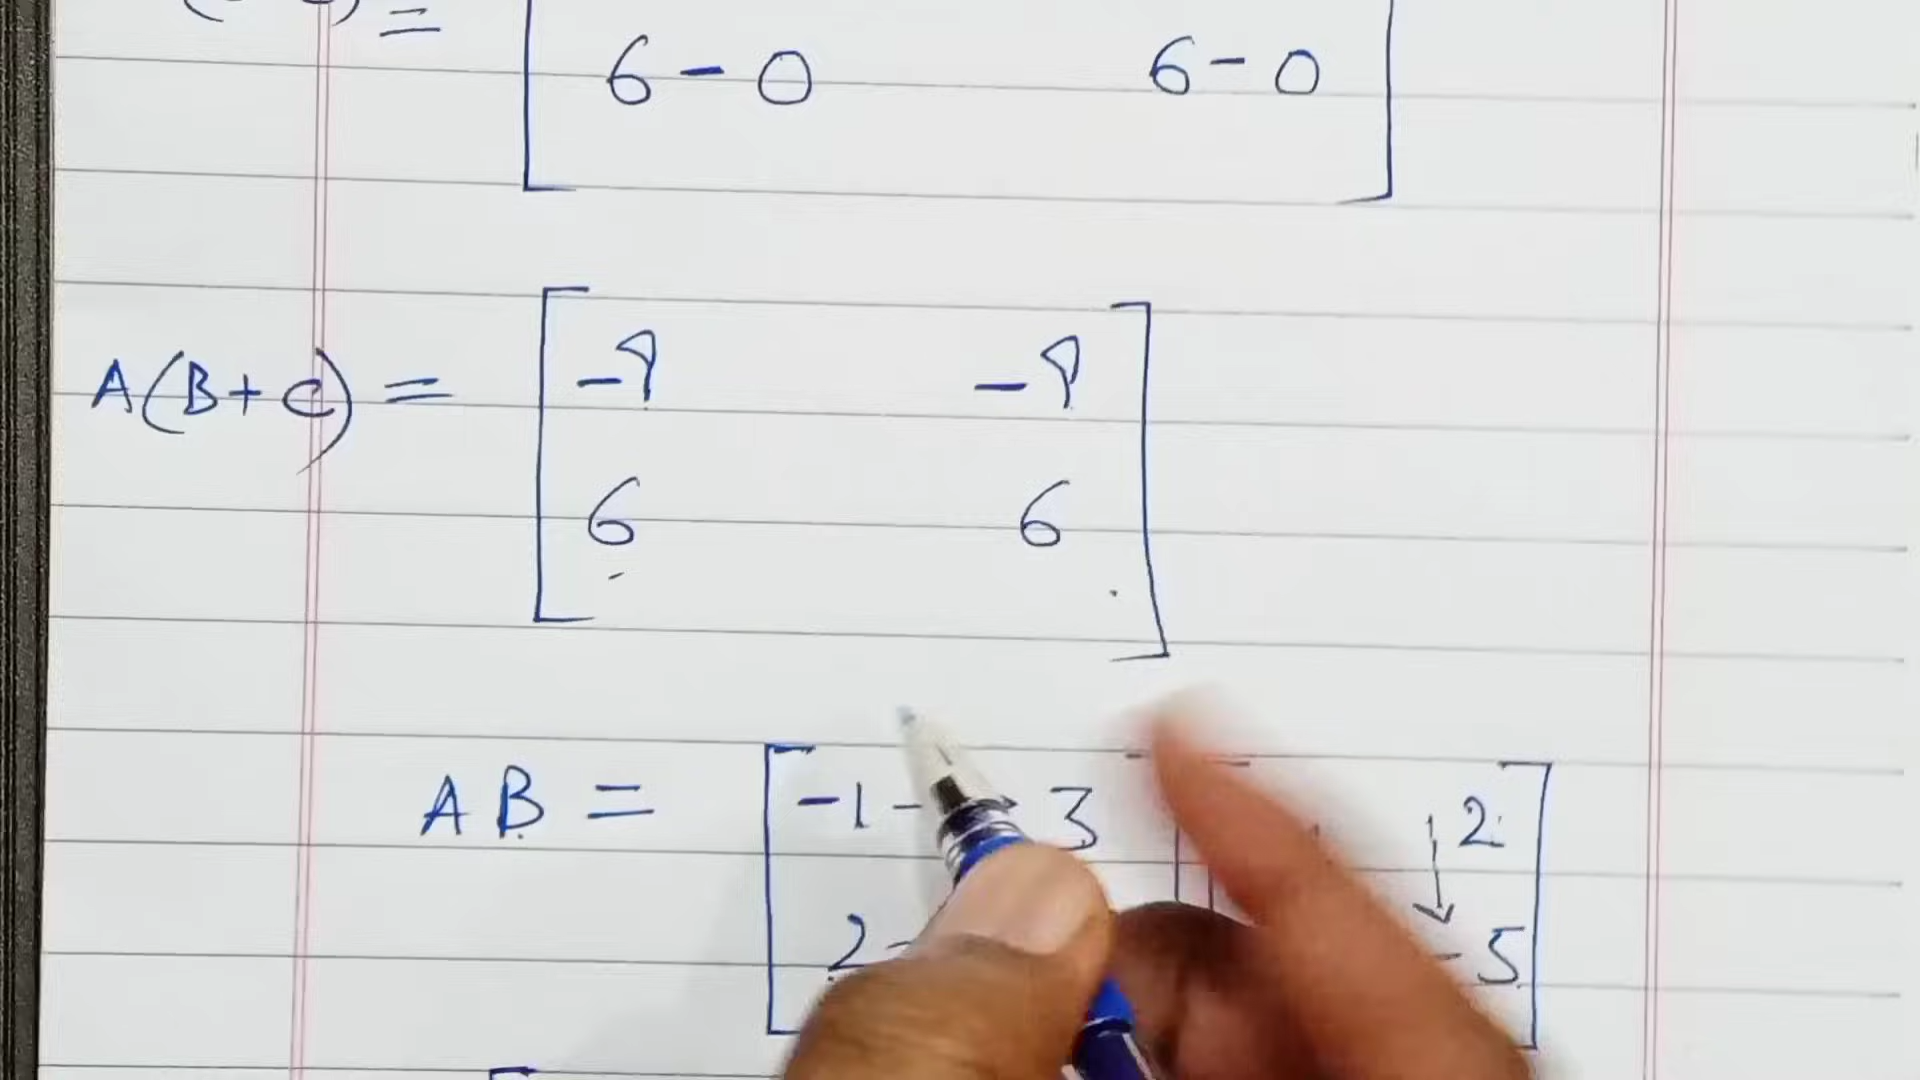 =
6 - 0 6 - 0
A(B+C) = -9 -9
6 6
AB = -1 3 2
2 -5